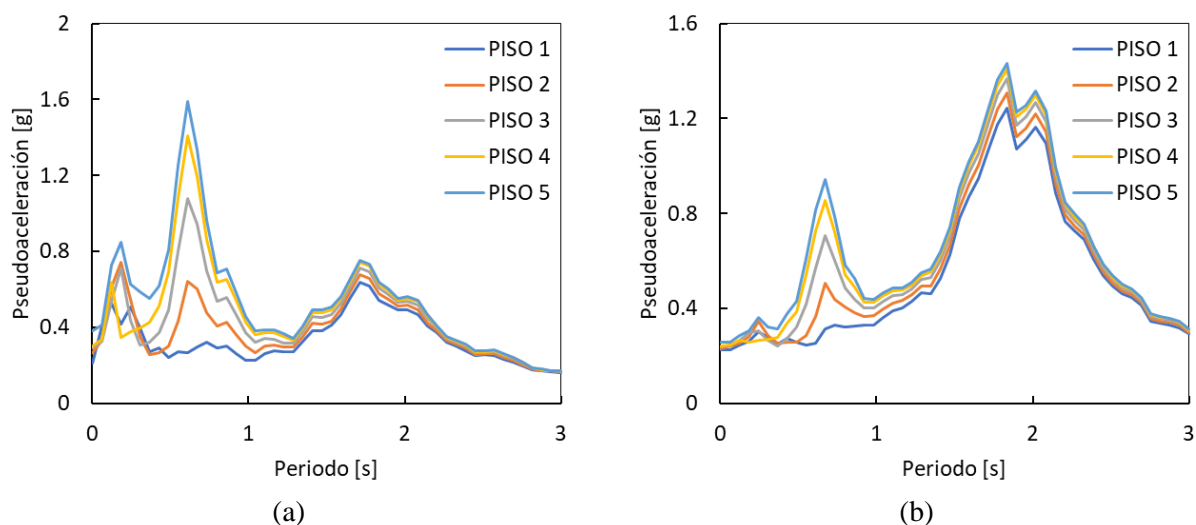 Pseudoaceleración [g]
2
1.6
1.2
0.8
0.4
0
0 1 2 3
Periodo [s]
PISO 1
PISO 2
PISO 3
PISO 4
PISO 5
(a)
Pseudoaceleración [g]
1.6
1.2
0.8
0.4
0
0 1 2 3
Periodo [s]
PISO 1
PISO 2
PISO 3
PISO 4
PISO 5
(b)